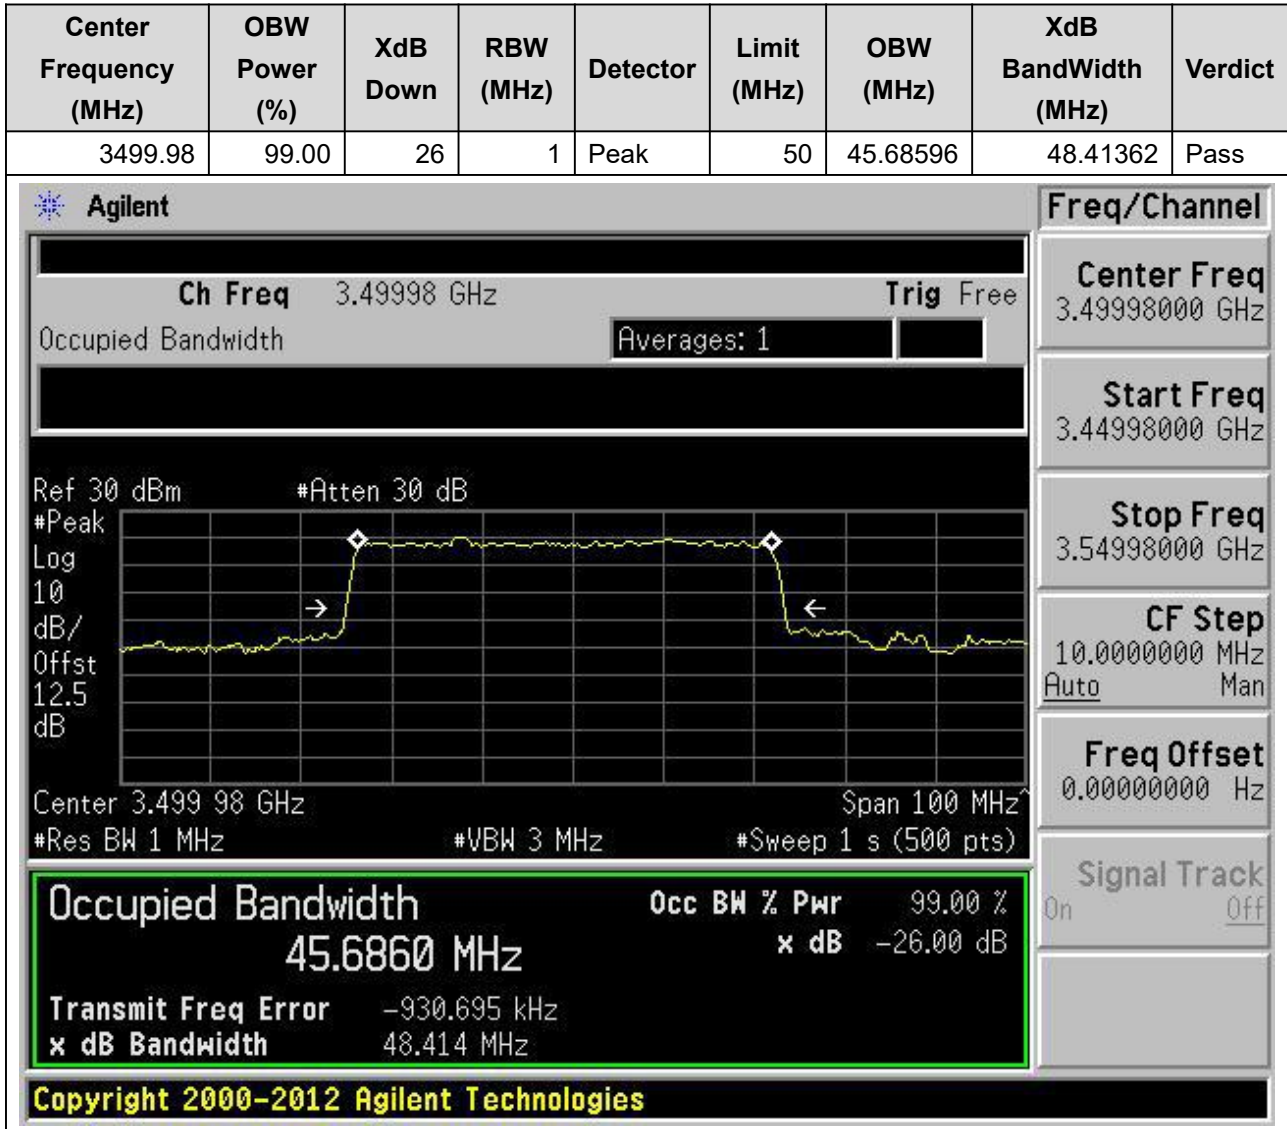 Center Frequency (MHz) OBW Power (%) XdB Down RBW (MHz) Detector Limit (MHz) OBW (MHz) XdB BandWidth (MHz) Verdict
3499.98 99.00 26 1 Peak 50 45.68596 48.41362 Pass
Agilent
Freq/Channel
Ch Freq 3.49998 GHz Trig Free
Occupied Bandwidth Averages: 1
Center Freq
3.49998000 GHz
Start Freq
3.44998000 GHz
Stop Freq
3.54998000 GHz
CF Step
10.0000000 MHz
Auto Man
Freq Offset
0.00000000 Hz
Signal Track
On Off
Ref 30 dBm #Atten 30 dB
#Peak
Log
10
dB/
Offst
12.5
dB
Center 3.499 98 GHz Span 100 MHz^
#Res BW 1 MHz #VBW 3 MHz #Sweep 1 s (500 pts)
Occupied Bandwidth Occ BW % Pwr 99.00 %
45.6860 MHz x dB -26.00 dB
Transmit Freq Error -930.695 kHz
x dB Bandwidth 48.414 MHz
Copyright 2000-2012 Agilent Technologies